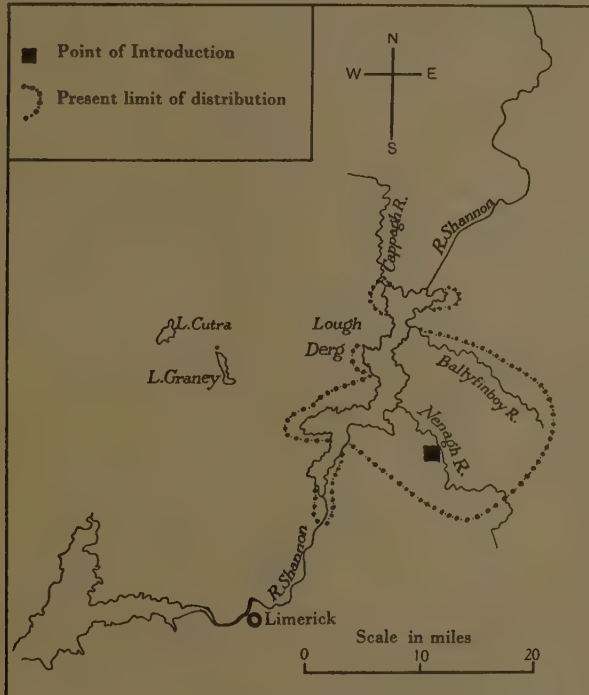 Point of Introduction
Present limit of distribution
N
W E
S
Cappagh R.
R. Shannon
L. Cutra
Lough
Derg
L. Graney
Ballyfinboy R.
Nenagh R.
R. Shannon
Limerick
Scale in miles
0 10 20